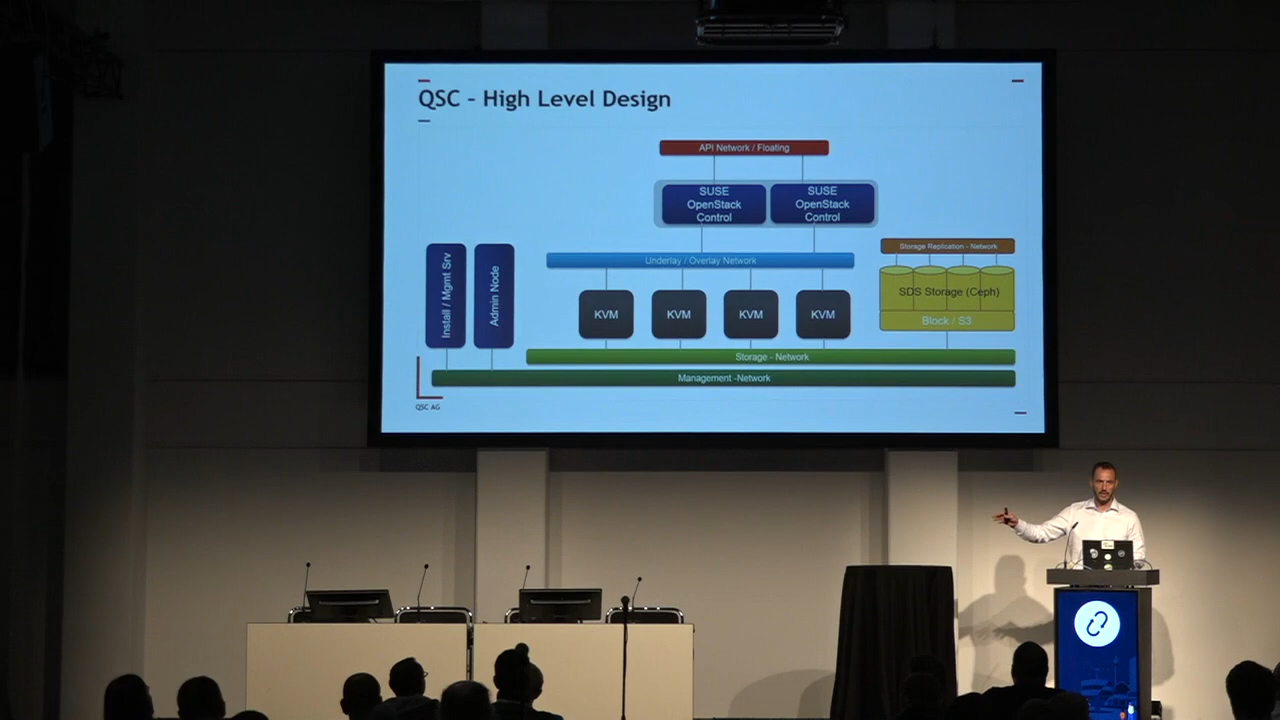 QSC – High Level Design
API Network / Floating
SUSE
OpenStack
Control
SUSE
OpenStack
Control
Storage Replication - Network
Underlay / Overlay Network
Install / Mgmt Srv
Admin Node
KVM
KVM
KVM
KVM
SDS Storage (Ceph)
Block / S3
Storage - Network
Management -Network
QSC AG